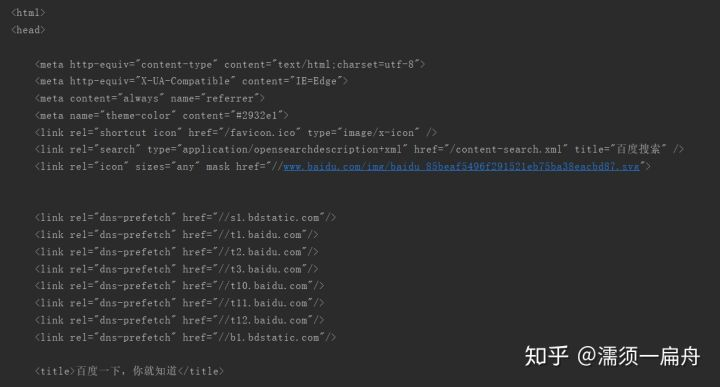 <html>
<head>
<meta http-equiv="content-type" content="text/html;charset=utf-8">
<meta http-equiv="X-UA-Compatible" content="IE=Edge">
<meta content="always" name="referrer">
<meta name="theme-color" content="#2932e1">
<link rel="shortcut icon" href="/favicon.ico" type="image/x-icon" />
<link rel="search" type="application/opensearchdescription+xml" href="/content-search.xml" title="百度搜索" />
<link rel="icon" sizes="any" mask href="//www.baidu.com/img/baidu_85beaf5496f291521eb75ba38eacbd87.svg">
<link rel="dns-prefetch" href="//s1.bdstatic.com"/>
<link rel="dns-prefetch" href="//t1.baidu.com"/>
<link rel="dns-prefetch" href="//t2.baidu.com"/>
<link rel="dns-prefetch" href="//t3.baidu.com"/>
<link rel="dns-prefetch" href="//t10.baidu.com"/>
<link rel="dns-prefetch" href="//t11.baidu.com"/>
<link rel="dns-prefetch" href="//t12.baidu.com"/>
<link rel="dns-prefetch" href="//b1.bdstatic.com"/>
<title>百度一下，你就知道</title>
知乎 @濡须一扁舟